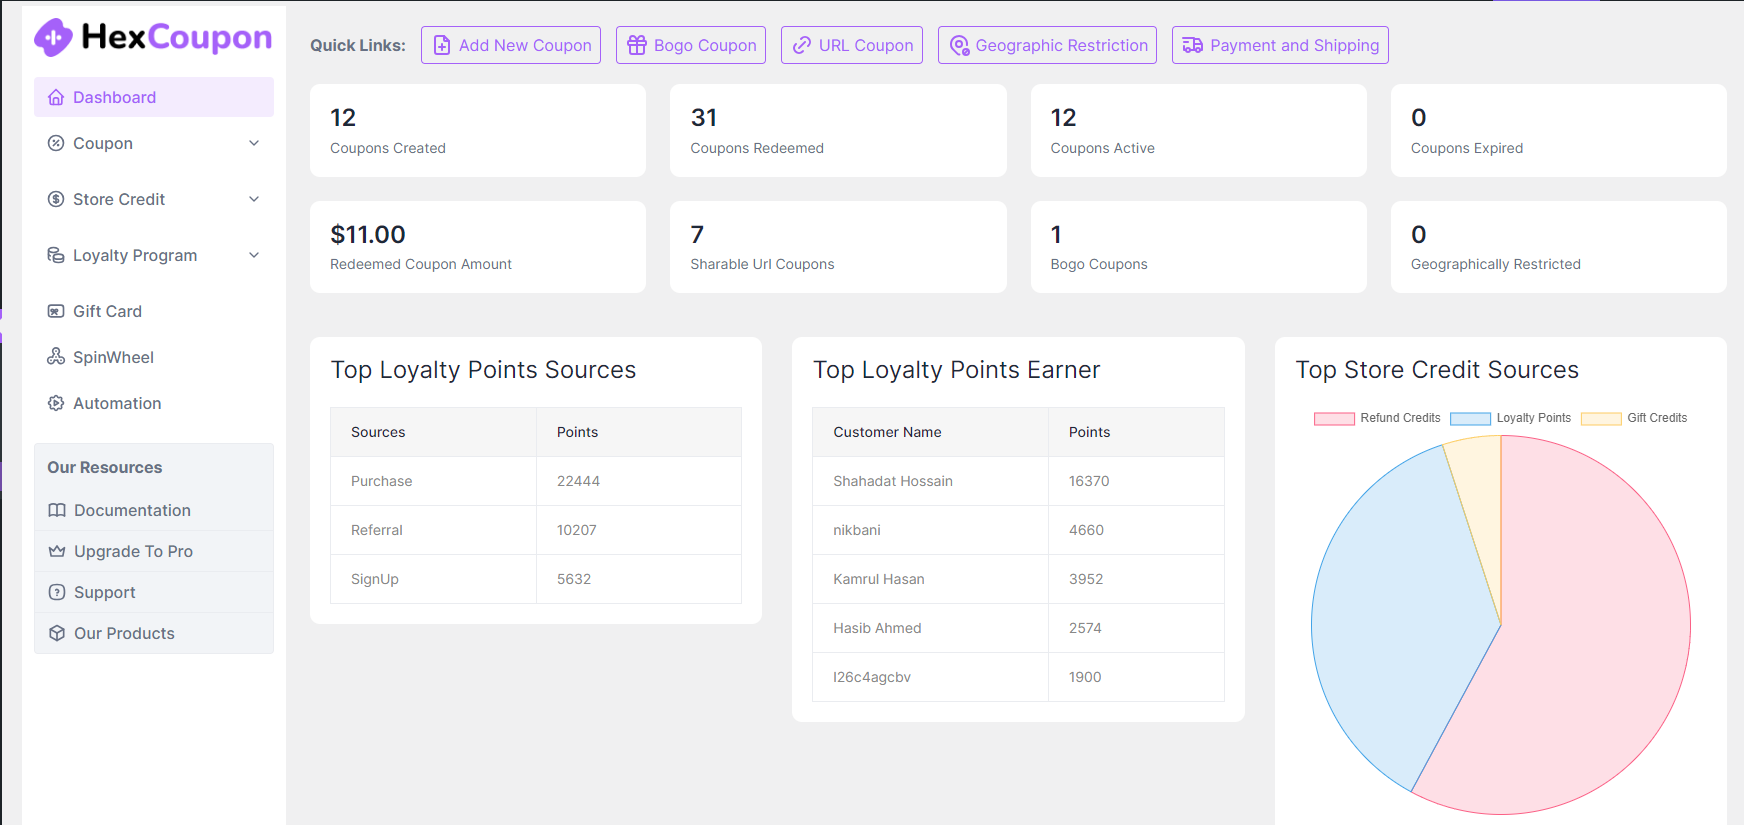 HexCoupon
Dashboard
Coupon
Store Credit
Loyalty Program
Gift Card
SpinWheel
Automation
Our Resources
Documentation
Upgrade To Pro
Support
Our Products
Quick Links: Add New Coupon Bogo Coupon URL Coupon Geographic Restriction Payment and Shipping
12
Coupons Created
31
Coupons Redeemed
12
Coupons Active
0
Coupons Expired
$11.00
Redeemed Coupon Amount
7
Sharable Url Coupons
1
Bogo Coupons
0
Geographically Restricted
Top Loyalty Points Sources
Sources Points
Purchase 22444
Referral 10207
SignUp 5632
Top Loyalty Points Earner
Customer Name Points
Shahadat Hossain 16370
nikbani 4660
Kamrul Hasan 3952
Hasib Ahmed 2574
l26c4agcbv 1900
Top Store Credit Sources
Refund Credits Loyalty Points Gift Credits